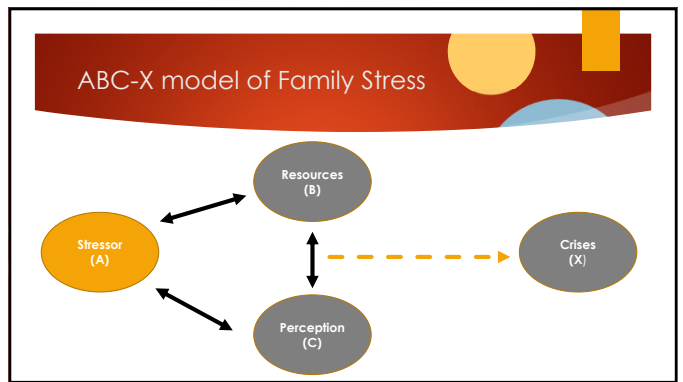 ABC-X model of Family Stress
Resources
(B)
Stressor
(A)
Crises
(X)
Perception
(C)